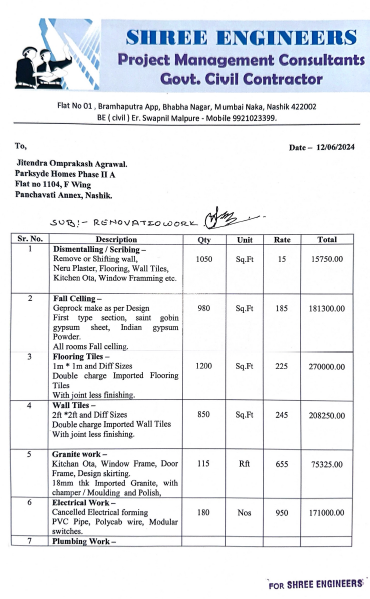 SHREE ENGINEERS
Project Management Consultants
Govt. Civil Contractor
Flat No 01 , Bramhaputra App, Bhabha Nagar, Mumbai Naka, Nashik 422002
BE ( civil ) Er. Swapnil Malpure - Mobile 9921023399.
To,
Date – 12/06/2024
Jitendra Omprakash Agrawal.
Parksyde Homes Phase II A
Flat no 1104, F Wing
Panchavati Annex, Nashik.
SUB:- RENOVATION WORK
Sr. No. Description Qty Unit Rate Total
1 Dismentalling / Scribing – 1050 Sq.Ft 15 15750.00
Remove or Shifting wall,
Neru Plaster, Flooring, Wall Tiles,
Kitchen Ota, Window Framming etc.
2 Fall Celling – 980 Sq.Ft 185 181300.00
Geprock make as per Design
First type section, saint gobin
gypsum sheet, Indian gypsum
Powder.
All rooms Fall celling.
3 Flooring Tiles – 1200 Sq.Ft 225 270000.00
1m * 1m and Diff Sizes
Double charge Imported Flooring
Tiles
With joint less finishing.
4 Wall Tiles – 850 Sq.Ft 245 208250.00
2ft *2ft and Diff Sizes
Double charge Imported Wall Tiles
With joint less finishing.
5 Granite work – 115 Rft 655 75325.00
Kitchan Ota, Window Frame, Door
Frame, Design skirting.
18mm thk Imported Granite, with
champer / Moulding and Polish,
6 Electrical Work – 180 Nos 950 171000.00
Cancelled Electrical forming
PVC Pipe, Polycab wire, Modular
switches.
7 Plumbing Work –
FOR SHREE ENGINEERS